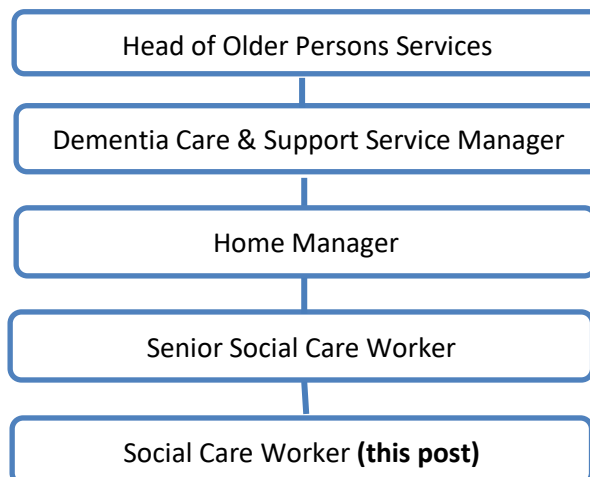 Head of Older Persons Services
Dementia Care & Support Service Manager
Home Manager
Senior Social Care Worker
Social Care Worker (this post)